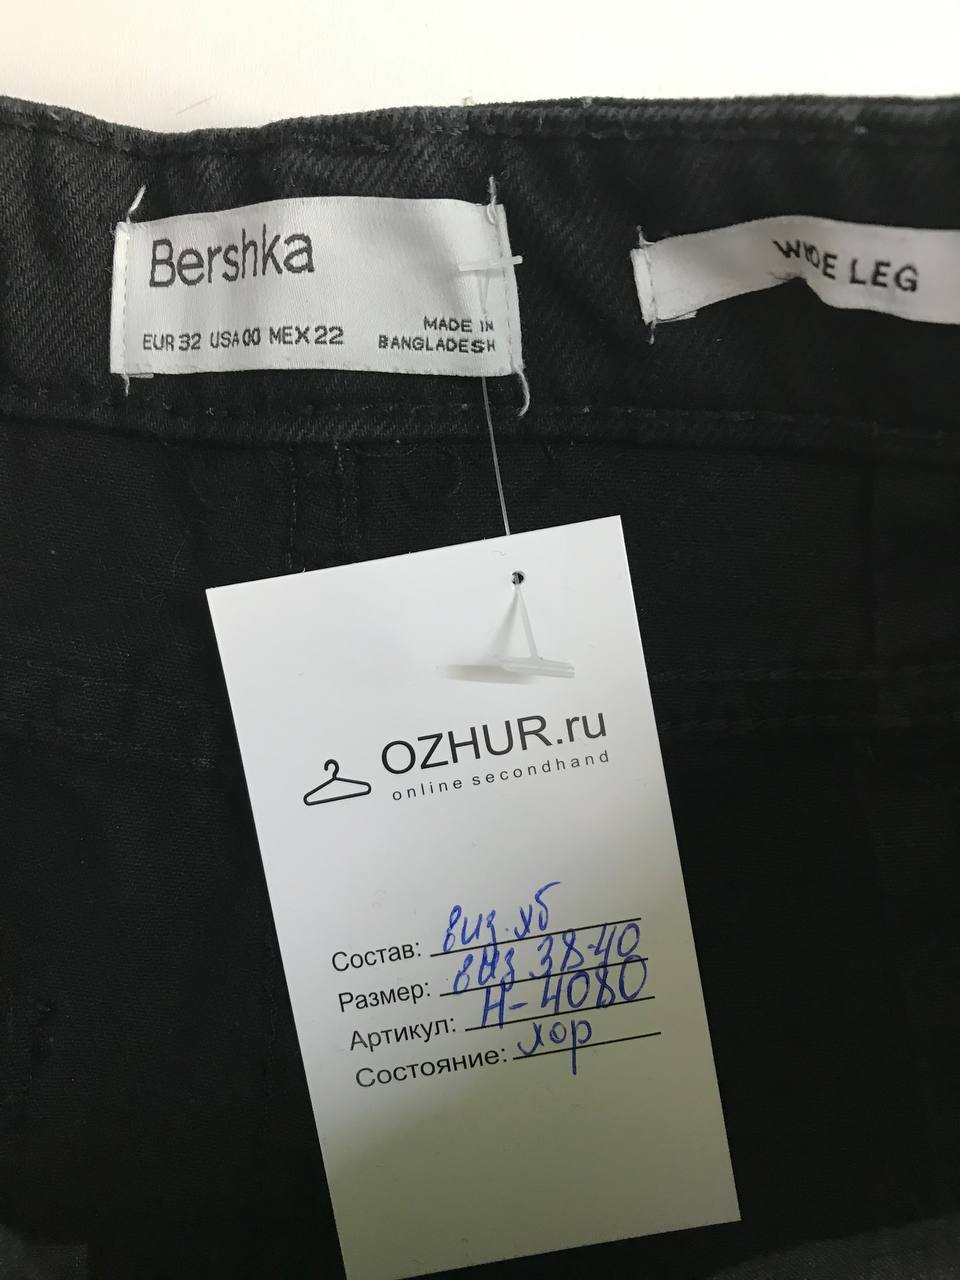 Bershka
EUR 32 USA 00 MEX 22
MADE IN
BANGLADESH
WIDE LEG
OZHUR.ru
online secondhand
Состав: виз. хб
Размер: виз 38-40
Артикул: Н-4080
Состояние: хор